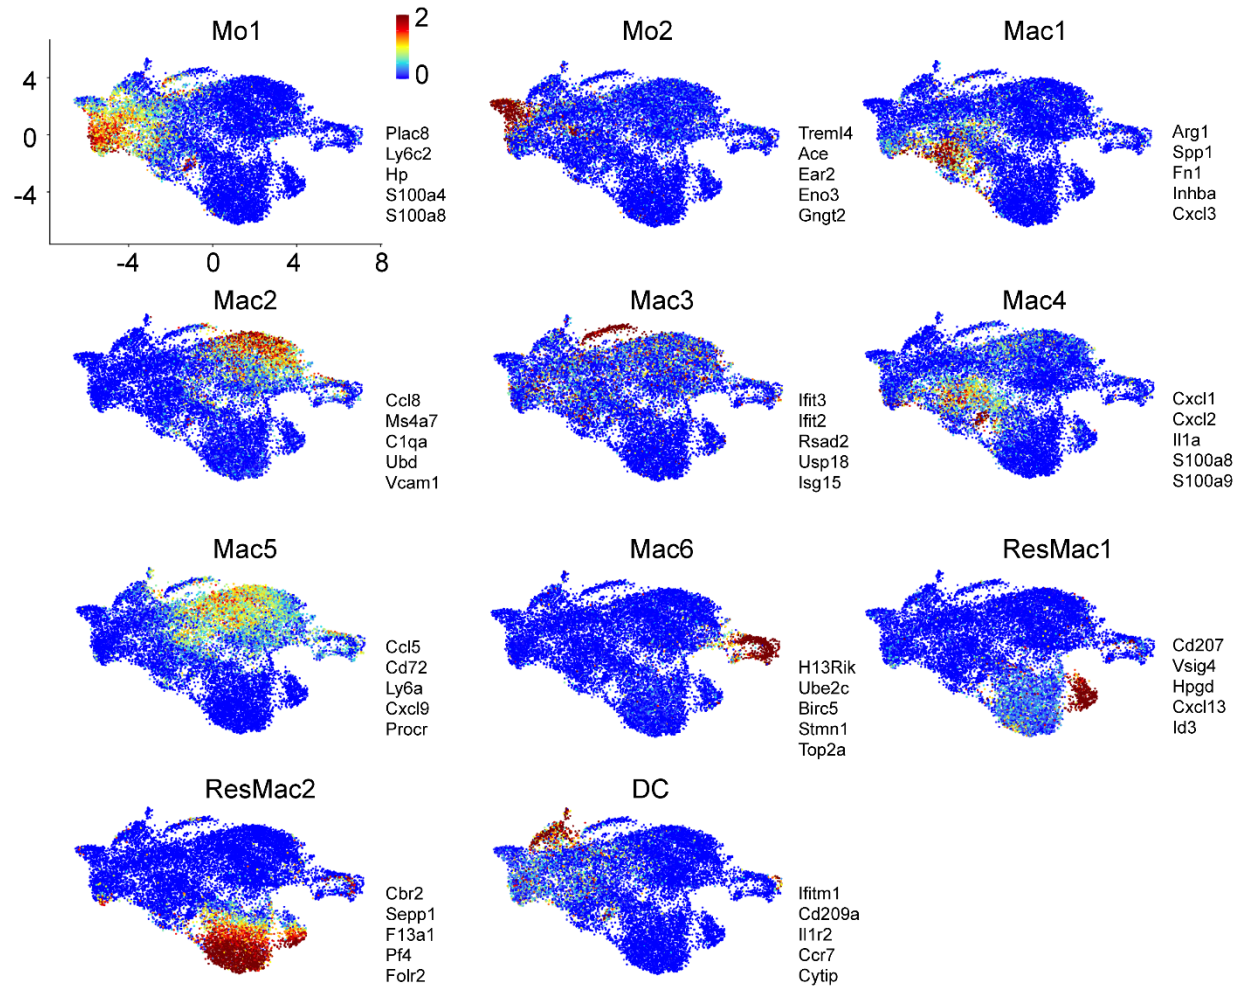 Mo1
Mo2
Mac1
2
0
4
0
-4
-4
0
4
8
Plac8
Ly6c2
Hp
S100a4
S100a8
Treml4
Ace
Ear2
Eno3
Gngt2
Arg1
Spp1
Fn1
Inhba
Cxcl3
Mac2
Mac3
Mac4
Ccl8
Ms4a7
C1qa
Ubd
Vcam1
Ifit3
Ifit2
Rsad2
Usp18
Isg15
Cxcl1
Cxcl2
Il1a
S100a8
S100a9
Mac5
Mac6
ResMac1
Ccl5
Cd72
Ly6a
Cxcl9
Procr
H13Rik
Ube2c
Birc5
Stmn1
Top2a
Cd207
Vsig4
Hpgd
Cxcl13
Id3
ResMac2
DC
Cbr2
Sepp1
F13a1
Pf4
Folr2
Ifitm1
Cd209a
Il1r2
Ccr7
Cytip